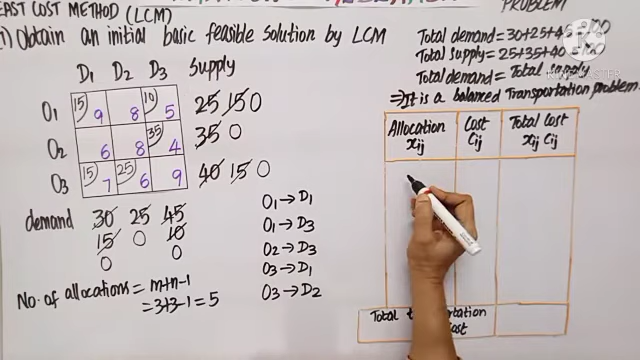 EAST COST METHOD (LCM)
PROBLEM
1) Obtain an initial basic feasible solution by LCM
Total demand = 30+25+45 = 100
Total supply = 25+35+40 = 100
Total demand = Total supply
⇒ It is a balanced Transportation problem.
D1 D2 D3 Supply
O1 15 9 8 10 5 25 15 0
O2 6 8 35 4 35 0
O3 15 7 25 6 9 40 15 0
demand 30 25 45
15 0 10
0 0
No. of allocations = m+n-1
= 3+3-1 = 5
O1 → D1
O1 → D3
O2 → D3
O3 → D1
O3 → D2
Allocation xij
Cost Cij
Total Cost xij Cij
KINEMASTER